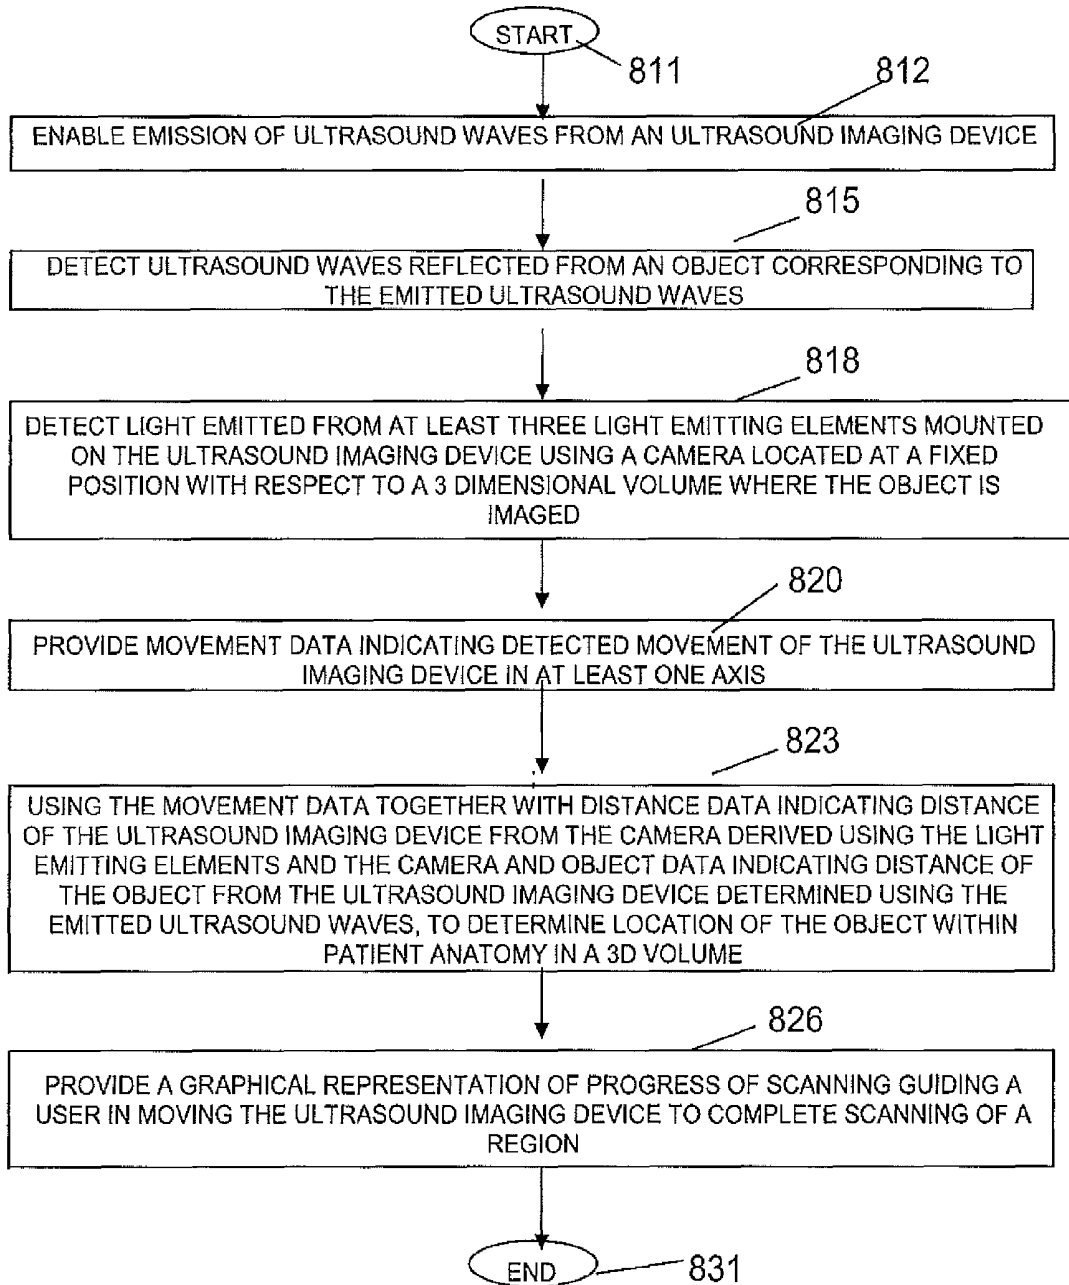 START
811
812
ENABLE EMISSION OF ULTRASOUND WAVES FROM AN ULTRASOUND IMAGING DEVICE
815
DETECT ULTRASOUND WAVES REFLECTED FROM AN OBJECT CORRESPONDING TO
THE EMITTED ULTRASOUND WAVES
818
DETECT LIGHT EMITTED FROM AT LEAST THREE LIGHT EMITTING ELEMENTS MOUNTED
ON THE ULTRASOUND IMAGING DEVICE USING A CAMERA LOCATED AT A FIXED
POSITION WITH RESPECT TO A 3 DIMENSIONAL VOLUME WHERE THE OBJECT IS
IMAGED
820
PROVIDE MOVEMENT DATA INDICATING DETECTED MOVEMENT OF THE ULTRASOUND
IMAGING DEVICE IN AT LEAST ONE AXIS
823
USING THE MOVEMENT DATA TOGETHER WITH DISTANCE DATA INDICATING DISTANCE
OF THE ULTRASOUND IMAGING DEVICE FROM THE CAMERA DERIVED USING THE LIGHT
EMITTING ELEMENTS AND THE CAMERA AND OBJECT DATA INDICATING DISTANCE OF
THE OBJECT FROM THE ULTRASOUND IMAGING DEVICE DETERMINED USING THE
EMITTED ULTRASOUND WAVES, TO DETERMINE LOCATION OF THE OBJECT WITHIN
PATIENT ANATOMY IN A 3D VOLUME
826
PROVIDE A GRAPHICAL REPRESENTATION OF PROGRESS OF SCANNING GUIDING A
USER IN MOVING THE ULTRASOUND IMAGING DEVICE TO COMPLETE SCANNING OF A
REGION
END
831